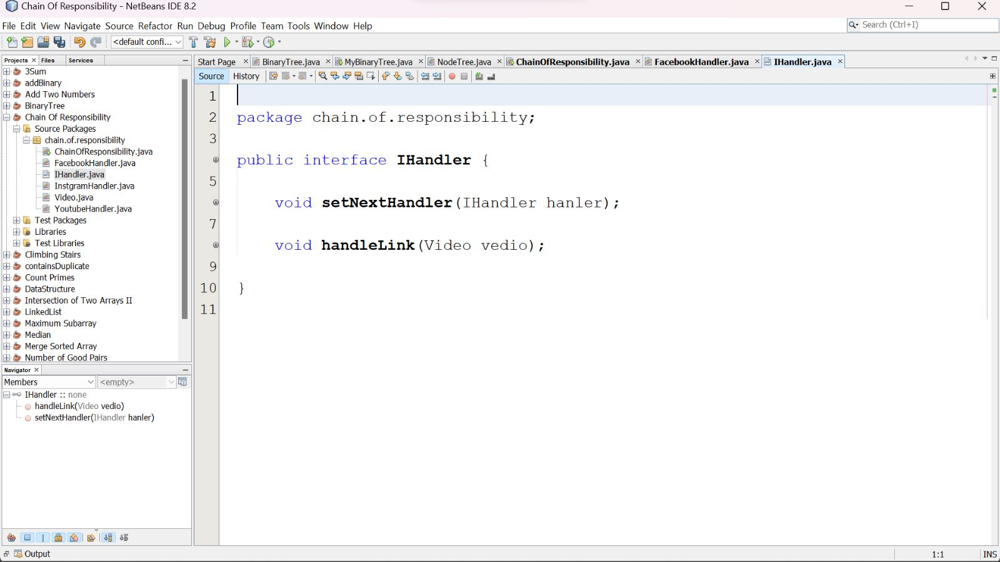 Chain Of Responsibility - NetBeans IDE 8.2
File Edit View Navigate Source Refactor Run Debug Profile Team Tools Window Help
Search (Ctrl+I)
<default confi...
Projects Files Services
3Sum
addBinary
Add Two Numbers
BinaryTree
Chain Of Responsibility
Source Packages
chain.of.responsibility
ChainOfResponsibility.java
FacebookHandler.java
IHandler.java
InstgramHandler.java
Video.java
YoutubeHandler.java
Test Packages
Libraries
Test Libraries
Climbing Stairs
containsDuplicate
Count Primes
DataStructure
Intersection of Two Arrays II
LinkedList
Maximum Subarray
Median
Merge Sorted Array
Number of Good Pairs
Navigator
Members <empty>
IHandler :: none
handleLink(Video vedio)
setNextHandler(IHandler hanler)
Start Page BinaryTree.java MyBinaryTree.java NodeTree.java ChainOfResponsibility.java FacebookHandler.java IHandler.java
Source History
1
2 package chain.of.responsibility;
3
public interface IHandler {
5
void setNextHandler(IHandler hanler);
7
void handleLink(Video vedio);
9
10 }
11
Output
1:1 INS